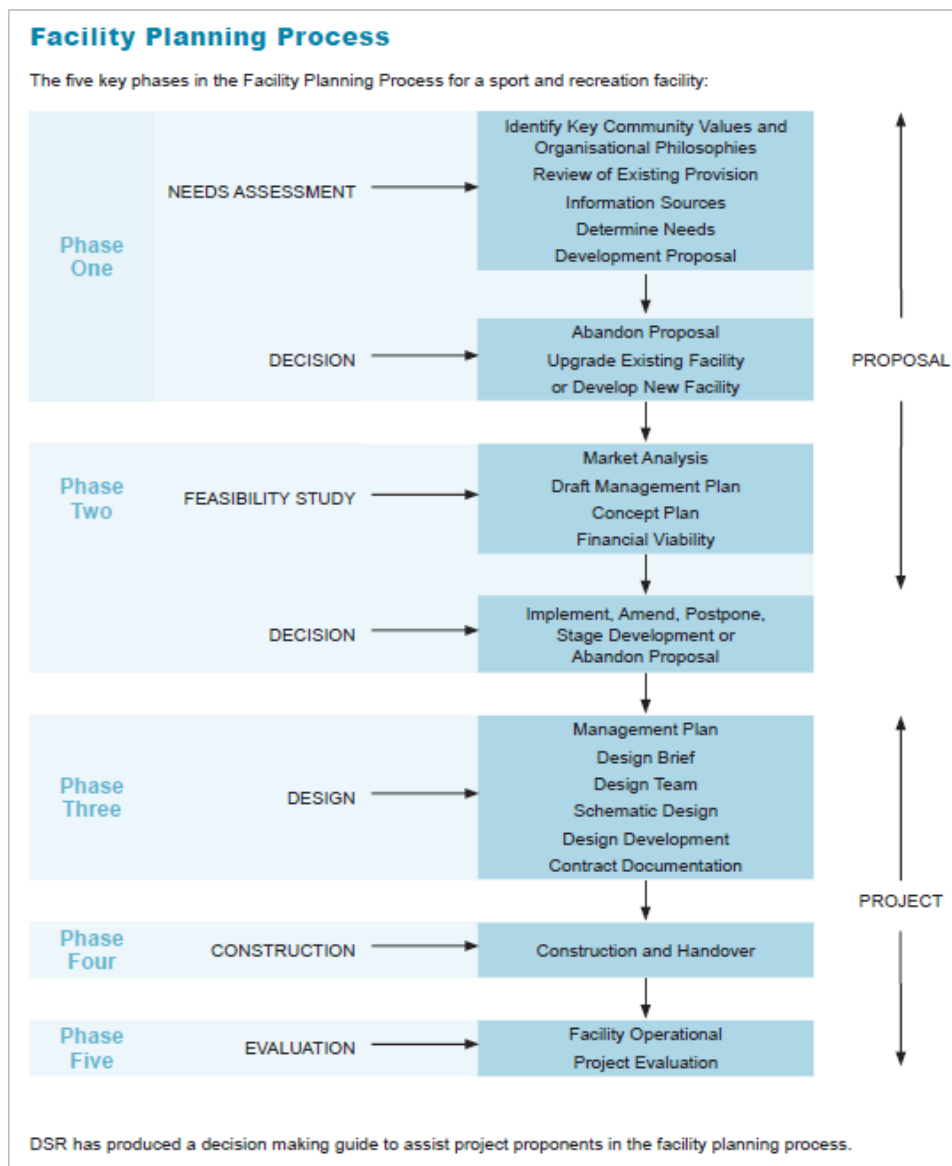 Facility Planning Process
The five key phases in the Facility Planning Process for a sport and recreation facility:
Phase
One
NEEDS ASSESSMENT
Identify Key Community Values and
Organisational Philosophies
Review of Existing Provision
Information Sources
Determine Needs
Development Proposal
DECISION
Abandon Proposal
Upgrade Existing Facility
or Develop New Facility
PROPOSAL
Phase
Two
FEASIBILITY STUDY
Market Analysis
Draft Management Plan
Concept Plan
Financial Viability
DECISION
Implement, Amend, Postpone,
Stage Development or
Abandon Proposal
Phase
Three
DESIGN
Management Plan
Design Brief
Design Team
Schematic Design
Design Development
Contract Documentation
PROJECT
Phase
Four
CONSTRUCTION
Construction and Handover
Phase
Five
EVALUATION
Facility Operational
Project Evaluation
DSR has produced a decision making guide to assist project proponents in the facility planning process.